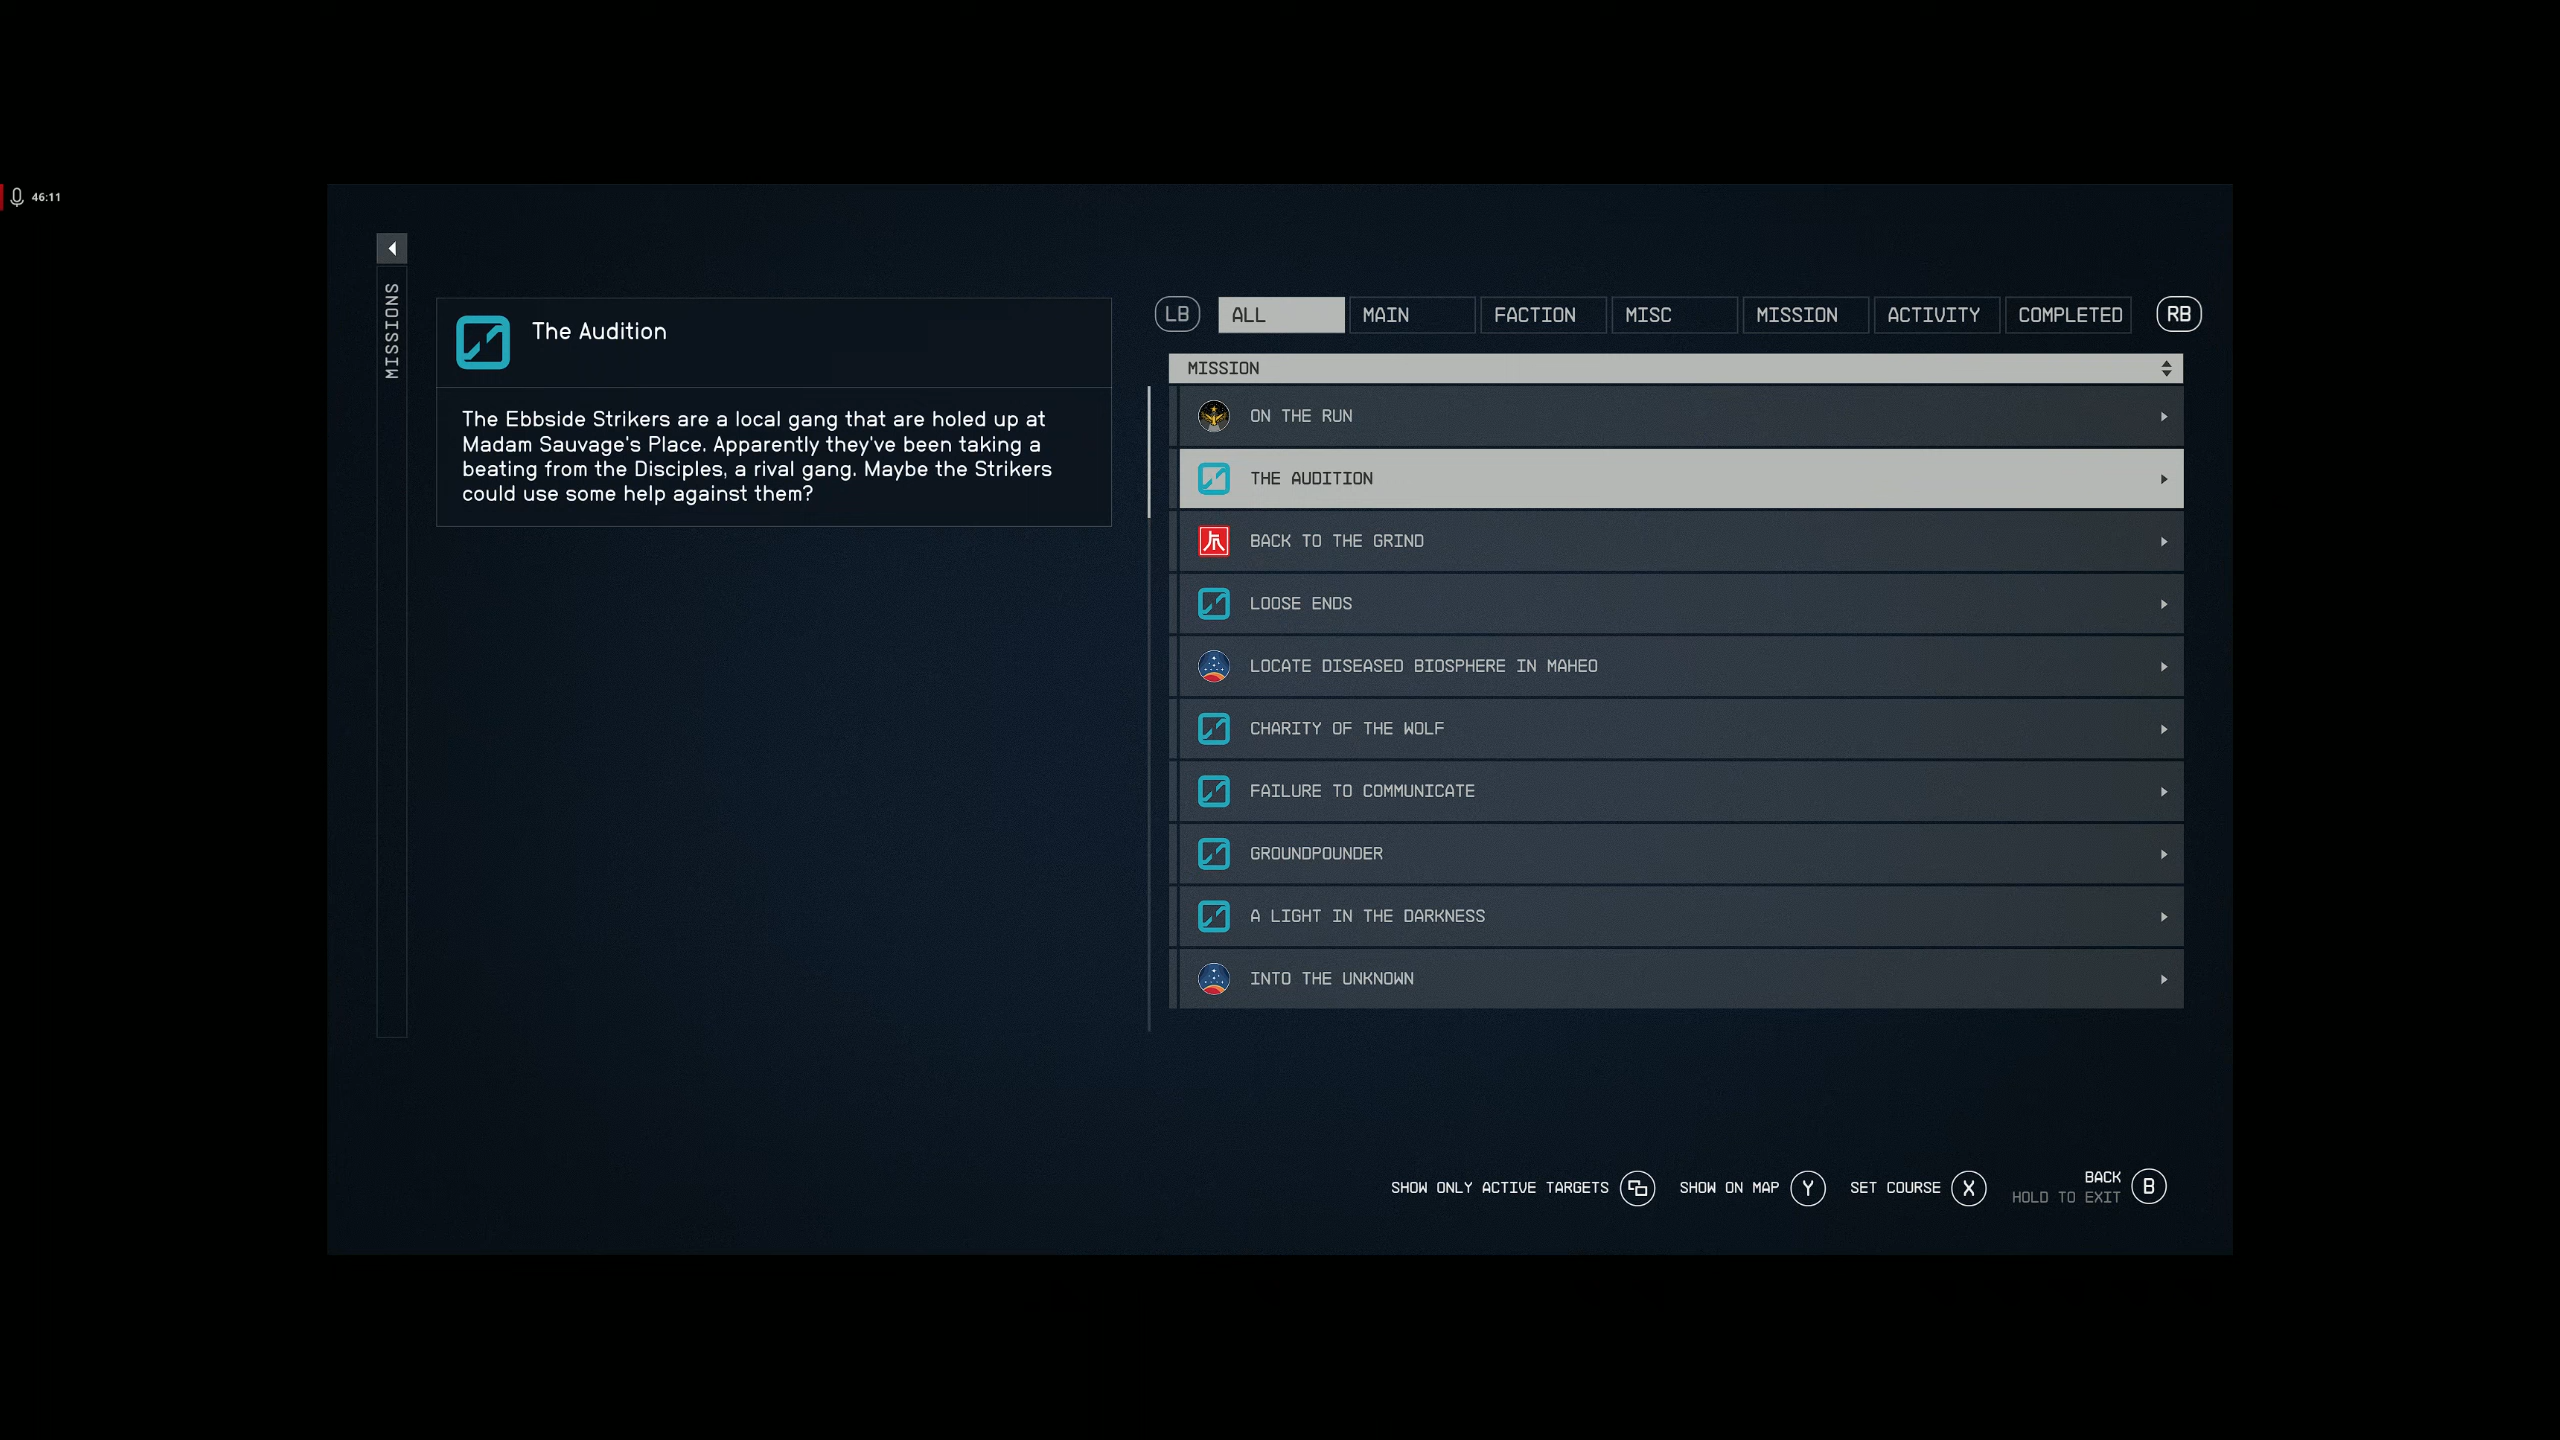 46:11
MISSIONS
The Audition
The Ebbside Strikers are a local gang that are holed up at
Madam Sauvage's Place. Apparently they've been taking a
beating from the Disciples, a rival gang. Maybe the Strikers
could use some help against them?
LB ALL MAIN FACTION MISC MISSION ACTIVITY COMPLETED RB
MISSION
ON THE RUN
THE AUDITION
BACK TO THE GRIND
LOOSE ENDS
LOCATE DISEASED BIOSPHERE IN MAHEO
CHARITY OF THE WOLF
FAILURE TO COMMUNICATE
GROUNDPOUNDER
A LIGHT IN THE DARKNESS
INTO THE UNKNOWN
SHOW ONLY ACTIVE TARGETS SHOW ON MAP Y SET COURSE X BACK B
HOLD TO EXIT